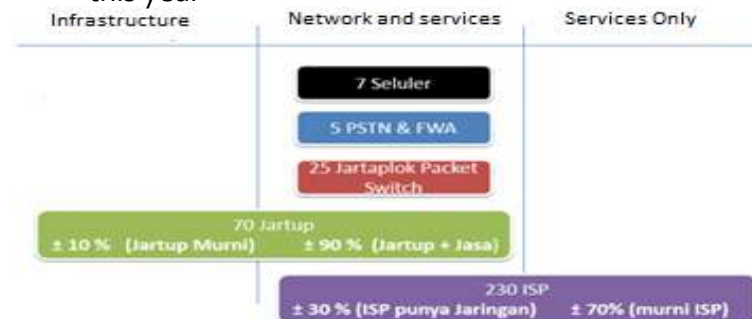 this year
Infrastructure
Network and services
Services Only
7 Seluler
5 PSTN & FWA
25 Jartaplok Packet
Switch
70 Jartup
± 10 % (Jartup Murni) ± 90 % (Jartup + Jasa)
230 ISP
± 30 % (ISP punya Jaringan) ± 70% (murni ISP)